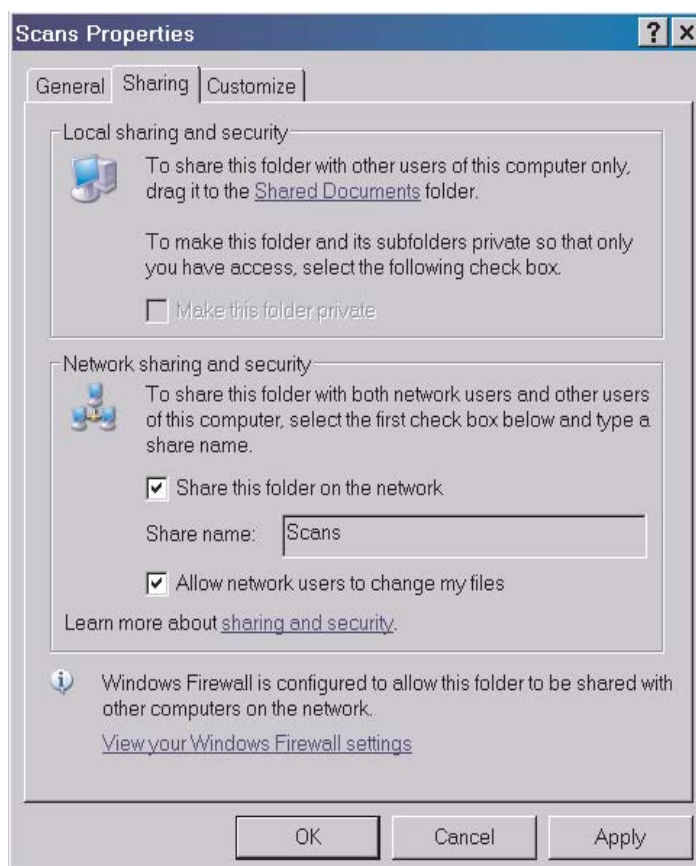 Scans Properties
General
Sharing
Customize
Local sharing and security
To share this folder with other users of this computer only,
drag it to the Shared Documents folder.
To make this folder and its subfolders private so that only
you have access, select the following check box.
Make this folder private
Network sharing and security
To share this folder with both network users and other users
of this computer, select the first check box below and type a
share name.
Share this folder on the network
Share name: Scans
Allow network users to change my files
Learn more about sharing and security.
Windows Firewall is configured to allow this folder to be shared with
other computers on the network.
View your Windows Firewall settings
OK
Cancel
Apply